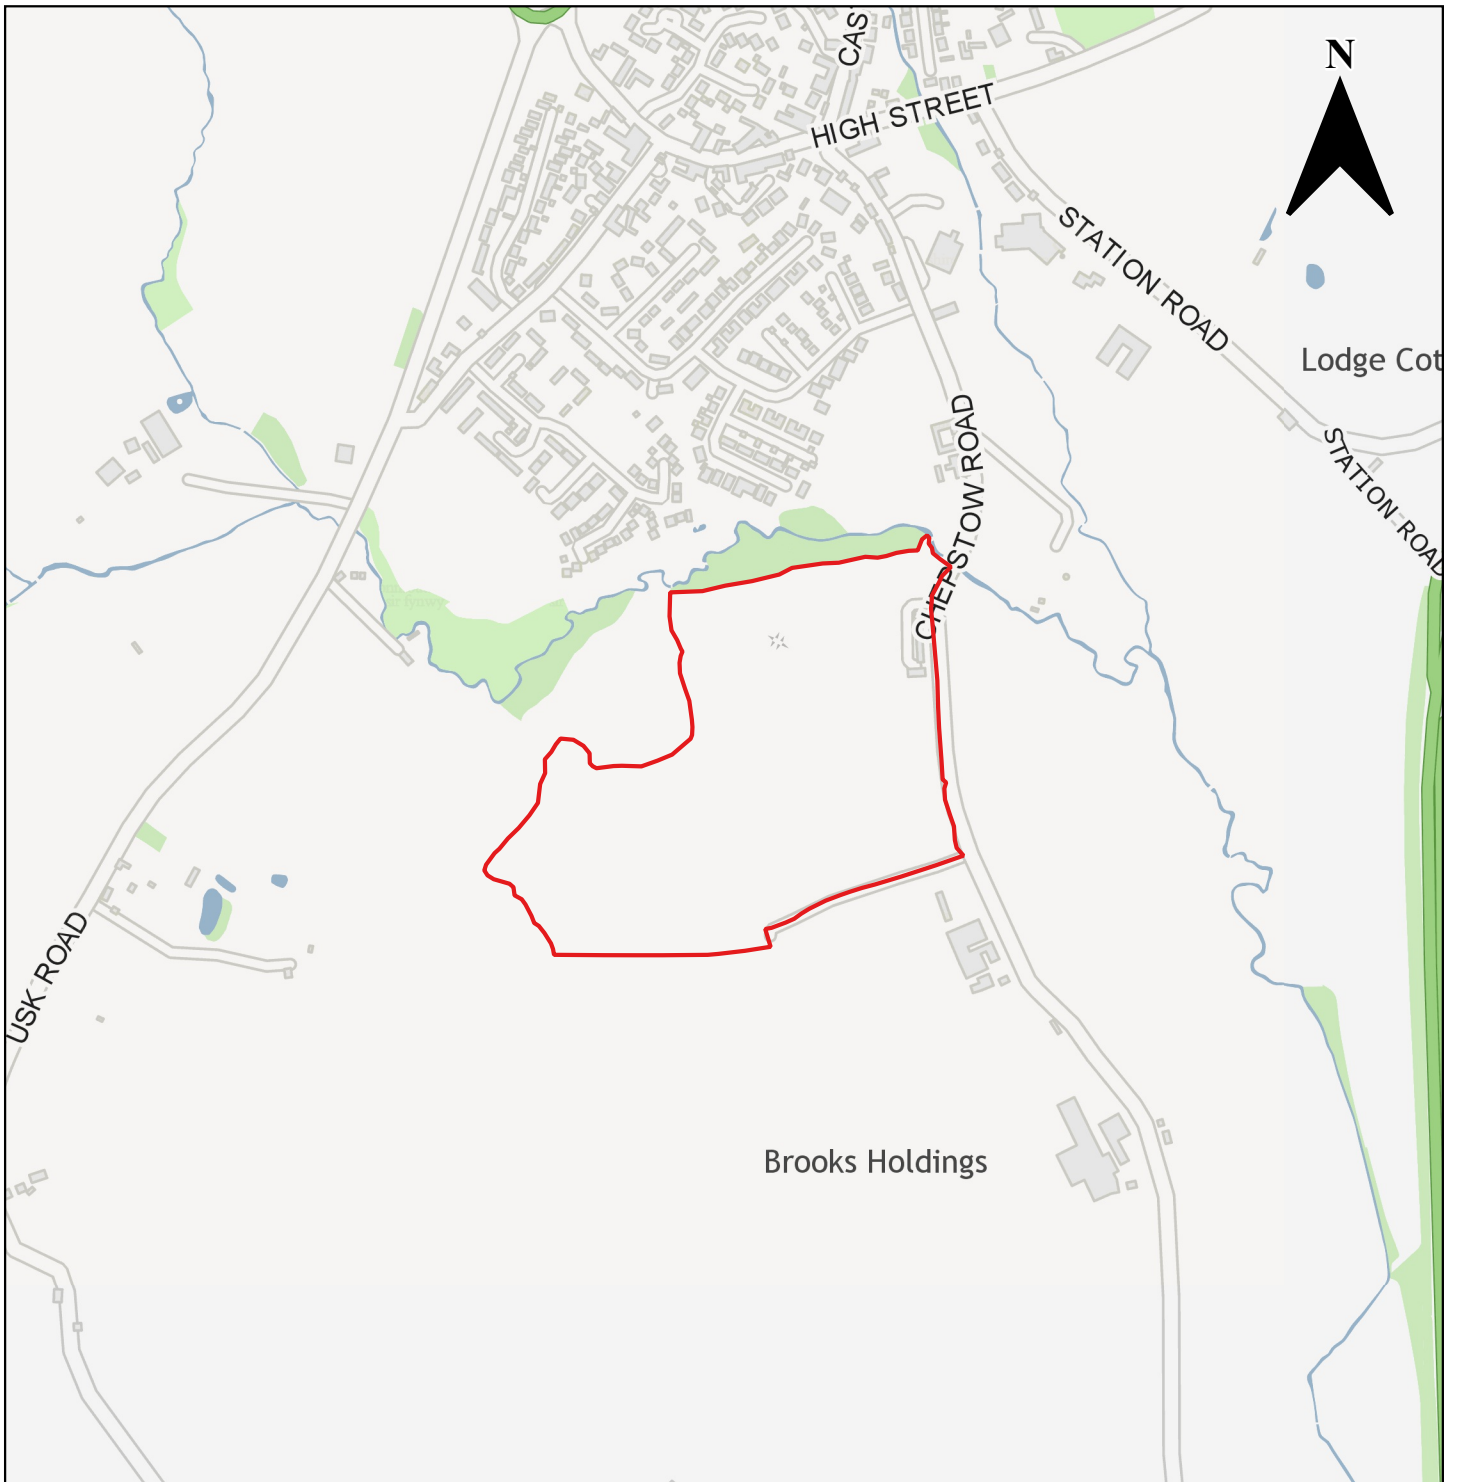 CAS
N
HIGH STREET
STATION ROAD
Lodge Cot
CHEPSTOW ROAD
STATION ROAD
USK ROAD
Brooks Holdings